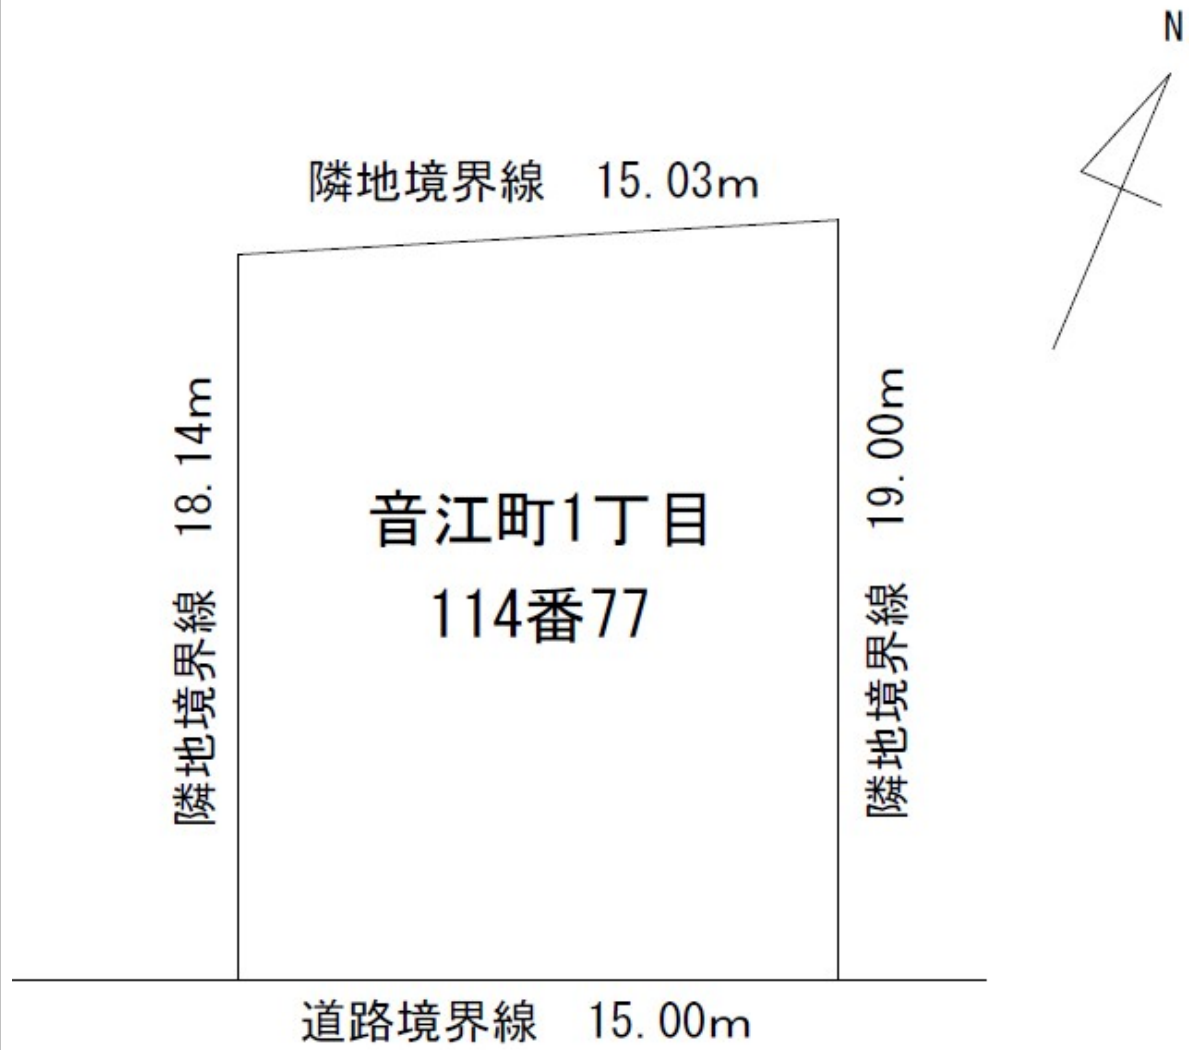 N
隣地境界線　15.03m
隣地境界線　18.14m
音江町1丁目
114番77
隣地境界線　19.00m
道路境界線　15.00m